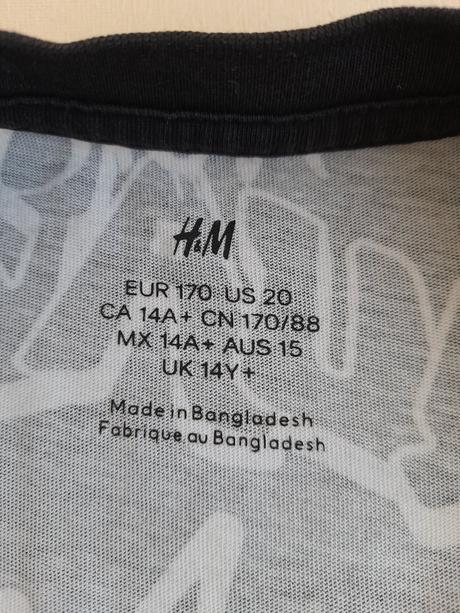 H&M
EUR 170 US 20
CA 14A+ CN 170/88
MX 14A+ AUS 15
UK 14Y+
Made in Bangladesh
Fabrique au Bangladesh